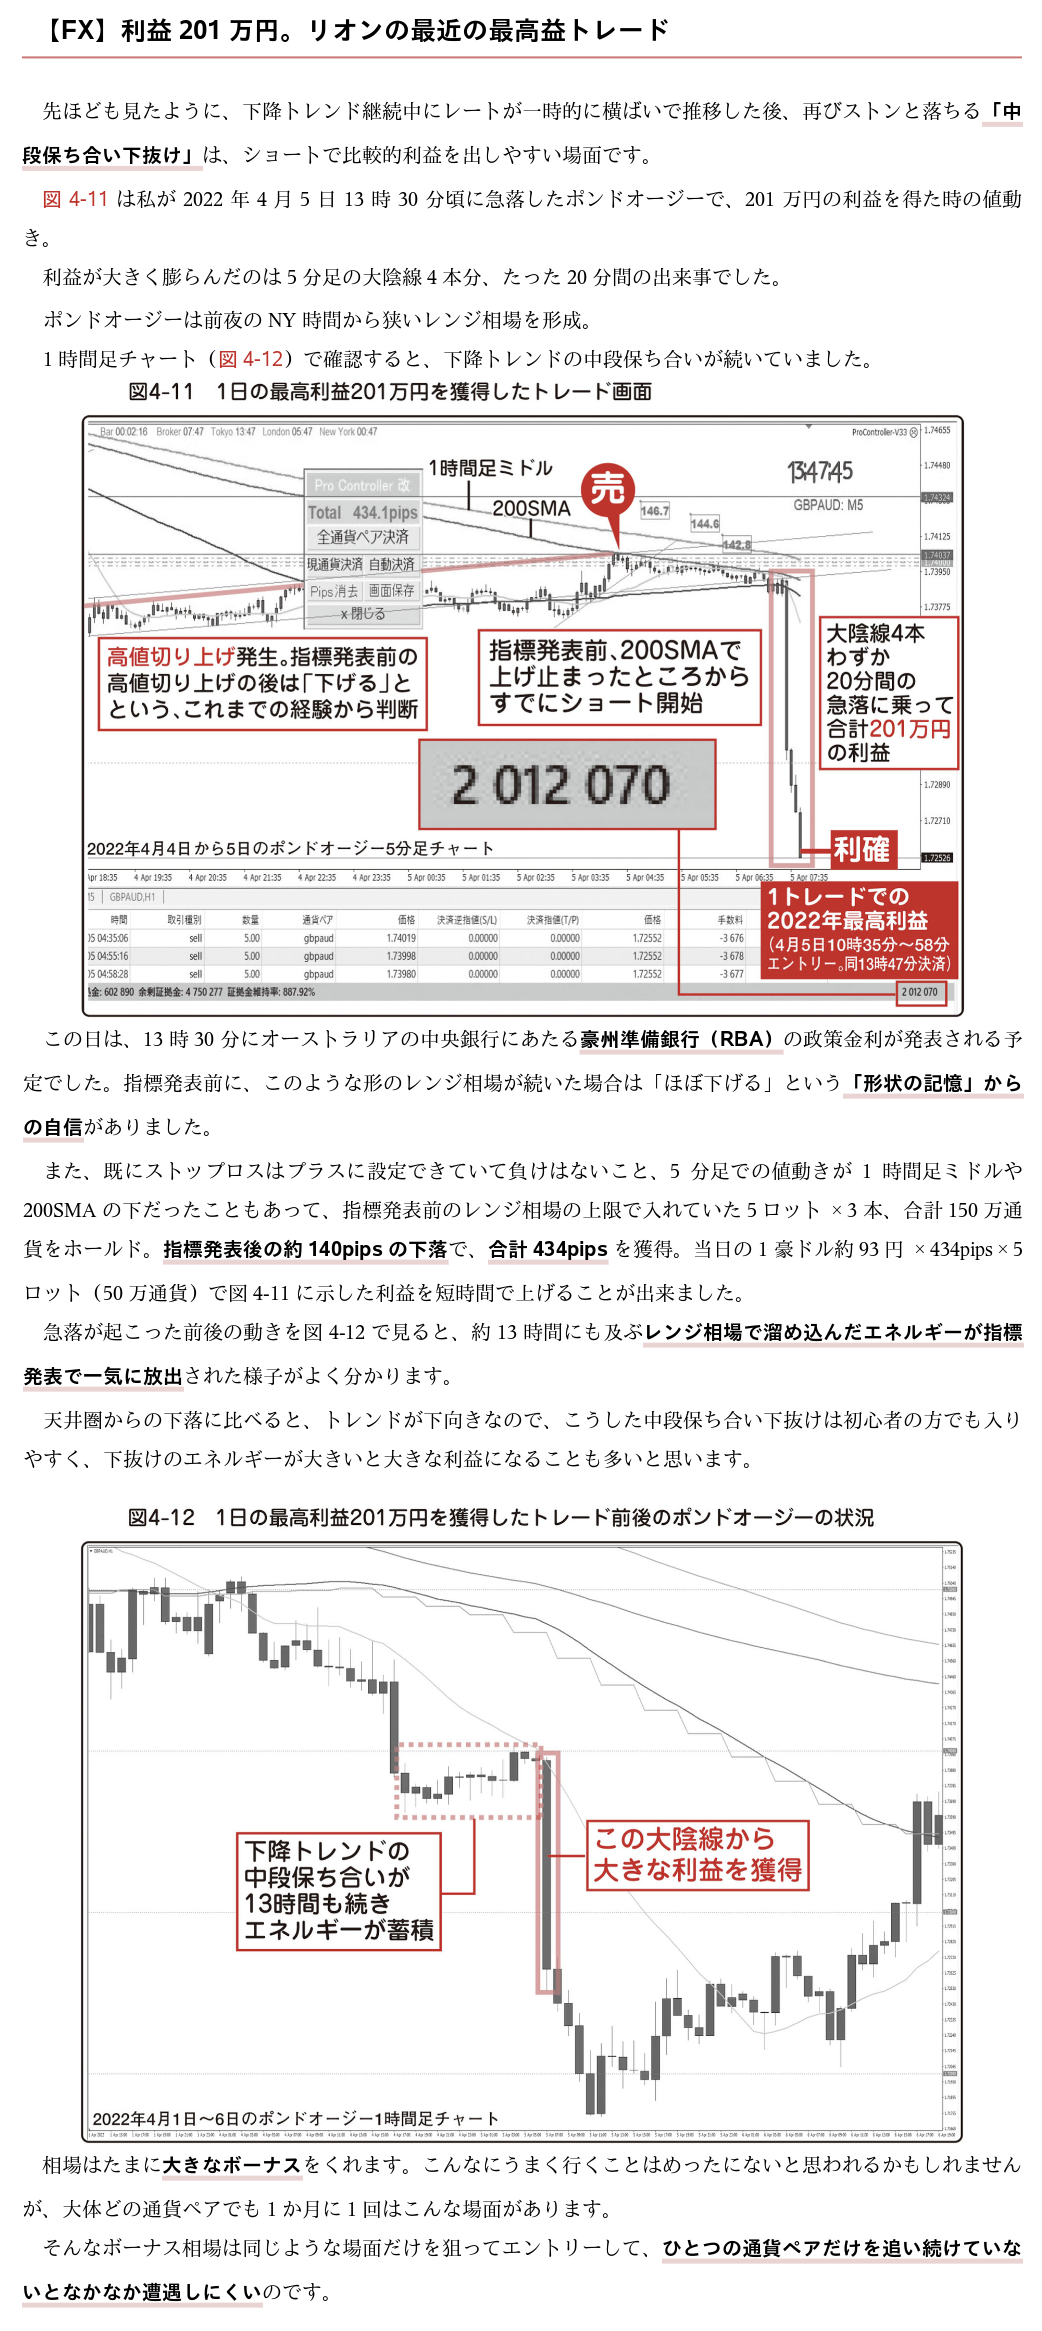 【FX】利益 201 万円。リオンの最近の最高益トレード
先ほども見たように、下降トレンド継続中にレートが一時的に横ばいで推移した後、再びストンと落ちる「中
段保ち合い下抜け」は、ショートで比較的利益を出しやすい場面です。
図 4-11 は私が 2022 年 4 月 5 日 13 時 30 分頃に急落したポンドオージーで、201 万円の利益を得た時の値動
き。
利益が大きく膨らんだのは 5 分足の大陰線 4 本分、たった 20 分間の出来事でした。
ポンドオージーは前夜の NY 時間から狭いレンジ相場を形成。
1 時間足チャート（図 4-12）で確認すると、下降トレンドの中段保ち合いが続いていました。
図4-11　1日の最高利益201万円を獲得したトレード画面
Bar 00:02:16 Broker 07:47 Tokyo 13:47 London 05:47 New York 00:47
ProController-V33
1.74655
1時間足ミドル
売
13:47:45
1.74480
Pro Controller 改
GBPAUD: M5
1.74324
Total 434.1pips
200SMA
146.7
144.6
142.8
1.74125
全通貨ペア決済
1.74037
現通貨決済 自動決済
1.73950
Pips消去 画面保存
1.73775
x 閉じる
高値切り上げ発生。指標発表前の
高値切り上げの後は「下げる」と
という、これまでの経験から判断
指標発表前、200SMAで
上げ止まったところから
すでにショート開始
大陰線4本
わずか
20分間の
急落に乗って
合計201万円
の利益
2 012 070
1.72890
1.72710
利確
1.72526
2022年4月4日から5日のポンドオージー5分足チャート
Apr 18:35 4 Apr 19:35 4 Apr 20:35 4 Apr 21:35 4 Apr 22:35 4 Apr 23:35 5 Apr 00:35 5 Apr 01:35 5 Apr 02:35 5 Apr 03:35 5 Apr 04:35 5 Apr 05:35 5 Apr 06:35 5 Apr 07:35
GBPAUD,H1
時間 取引種別 数量 通貨ペア 価格 決済逆指値(S/L) 決済指値(T/P) 価格 手数料
05 04:35:06 sell 5.00 gbpaud 1.74019 0.00000 0.00000 1.72552 -3 676
05 04:55:16 sell 5.00 gbpaud 1.73998 0.00000 0.00000 1.72552 -3 678
05 04:58:28 sell 5.00 gbpaud 1.73980 0.00000 0.00000 1.72552 -3 677
金: 602 890 余剰証拠金: 4 750 277 証拠金維持率: 887.92%
2 012 070
1トレードでの
2022年最高利益
（4月5日10時35分〜58分
エントリー。同13時47分決済）
この日は、13 時 30 分にオーストラリアの中央銀行にあたる豪州準備銀行（RBA）の政策金利が発表される予
定でした。指標発表前に、このような形のレンジ相場が続いた場合は「ほぼ下げる」という「形状の記憶」から
の自信がありました。
また、既にストップロスはプラスに設定できていて負けはないこと、5 分足での値動きが 1 時間足ミドルや
200SMA の下だったこともあって、指標発表前のレンジ相場の上限で入れていた 5 ロット ×3 本、合計 150 万通
貨をホールド。指標発表後の約 140pips の下落で、合計 434pips を獲得。当日の 1 豪ドル約 93 円 ×434pips×5
ロット（50 万通貨）で図 4-11 に示した利益を短時間で上げることが出来ました。
急落が起こった前後の動きを図 4-12 で見ると、約 13 時間にも及ぶレンジ相場で溜め込んだエネルギーが指標
発表で一気に放出された様子がよく分かります。
天井圏からの下落に比べると、トレンドが下向きなので、こうした中段保ち合い下抜けは初心者の方でも入り
やすく、下抜けのエネルギーが大きいと大きな利益になることも多いと思います。
図4-12　1日の最高利益201万円を獲得したトレード前後のポンドオージーの状況
下降トレンドの
中段保ち合いが
13時間も続き
エネルギーが蓄積
この大陰線から
大きな利益を獲得
2022年4月1日〜6日のポンドオージー1時間足チャート
相場はたまに大きなボーナスをくれます。こんなにうまく行くことはめったにないと思われるかもしれません
が、大体どの通貨ペアでも 1 か月に 1 回はこんな場面があります。
そんなボーナス相場は同じような場面だけを狙ってエントリーして、ひとつの通貨ペアだけを追い続けていな
いとなかなか遭遇しにくいのです。